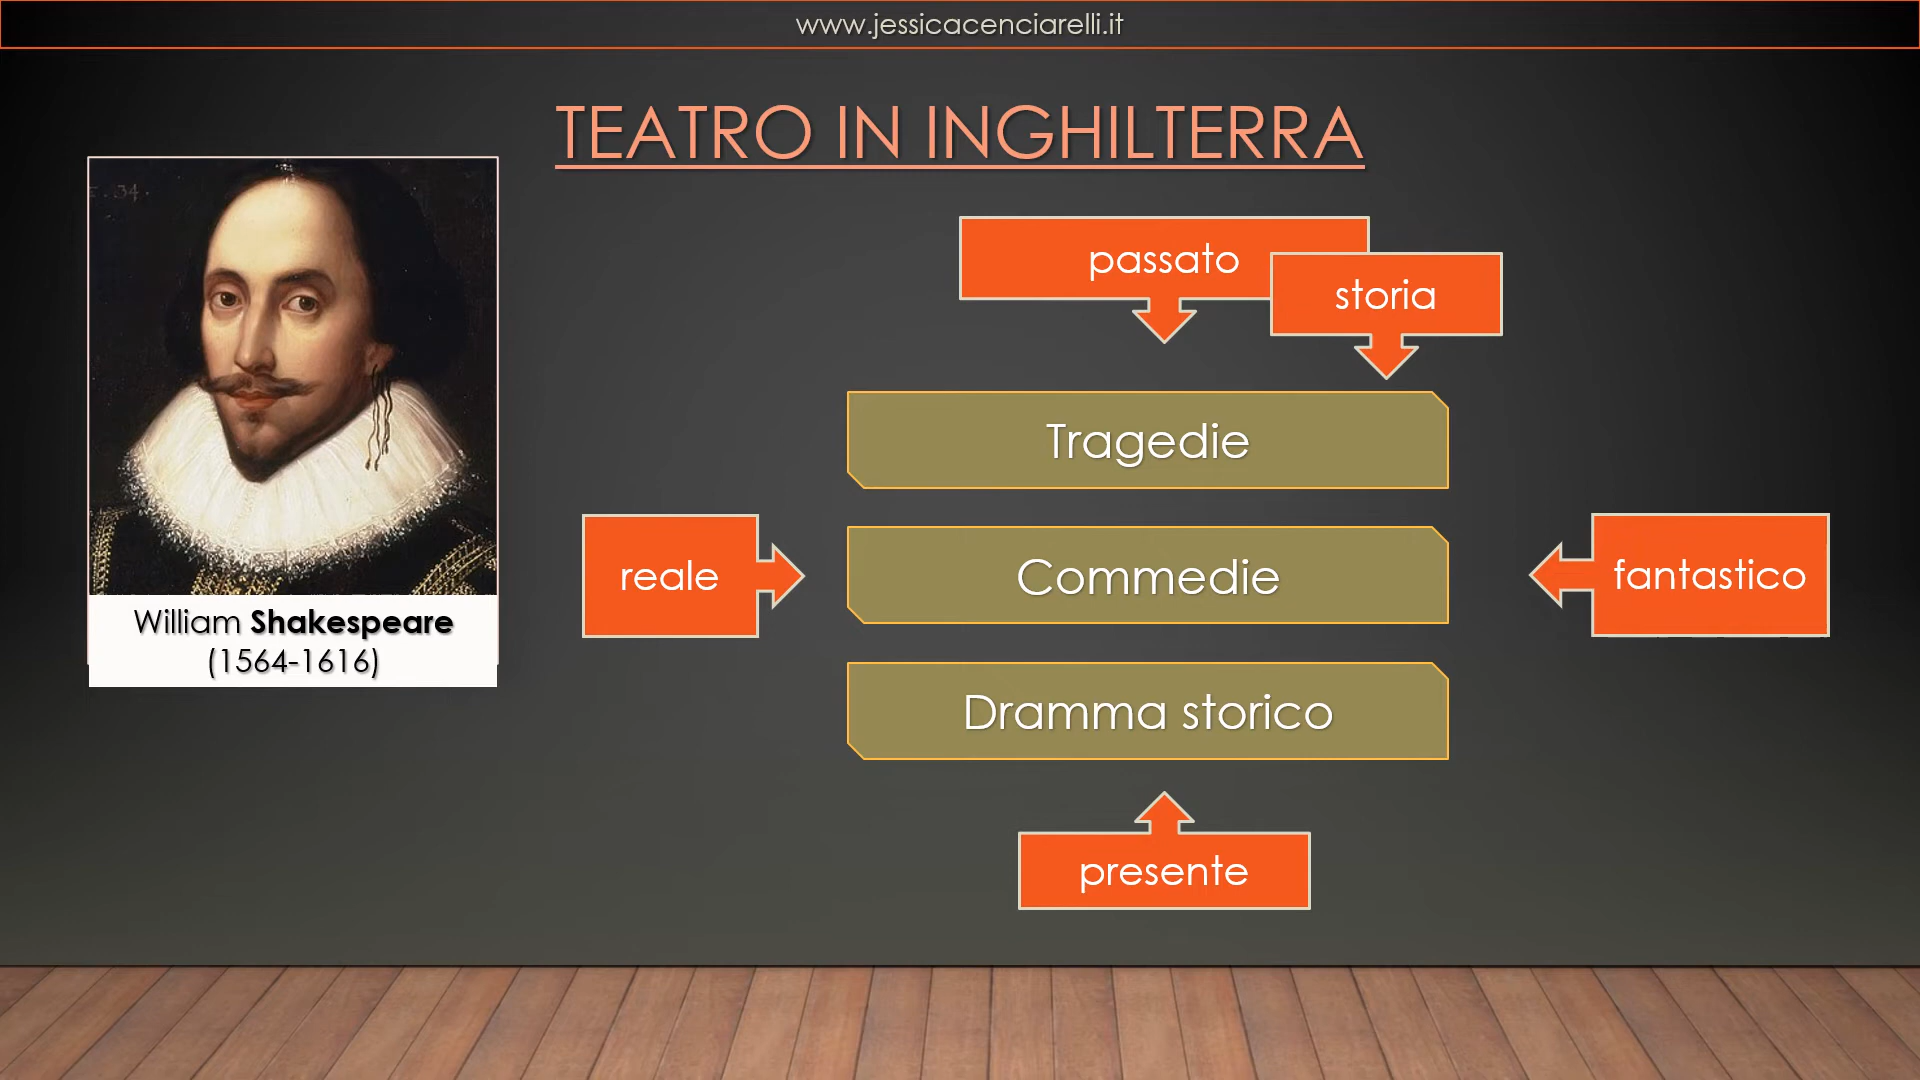 www.jessicacenciarelli.it
TEATRO IN INGHILTERRA
passato
storia
Tragedie
reale
Commedie
fantastico
William Shakespeare
(1564-1616)
Dramma storico
presente